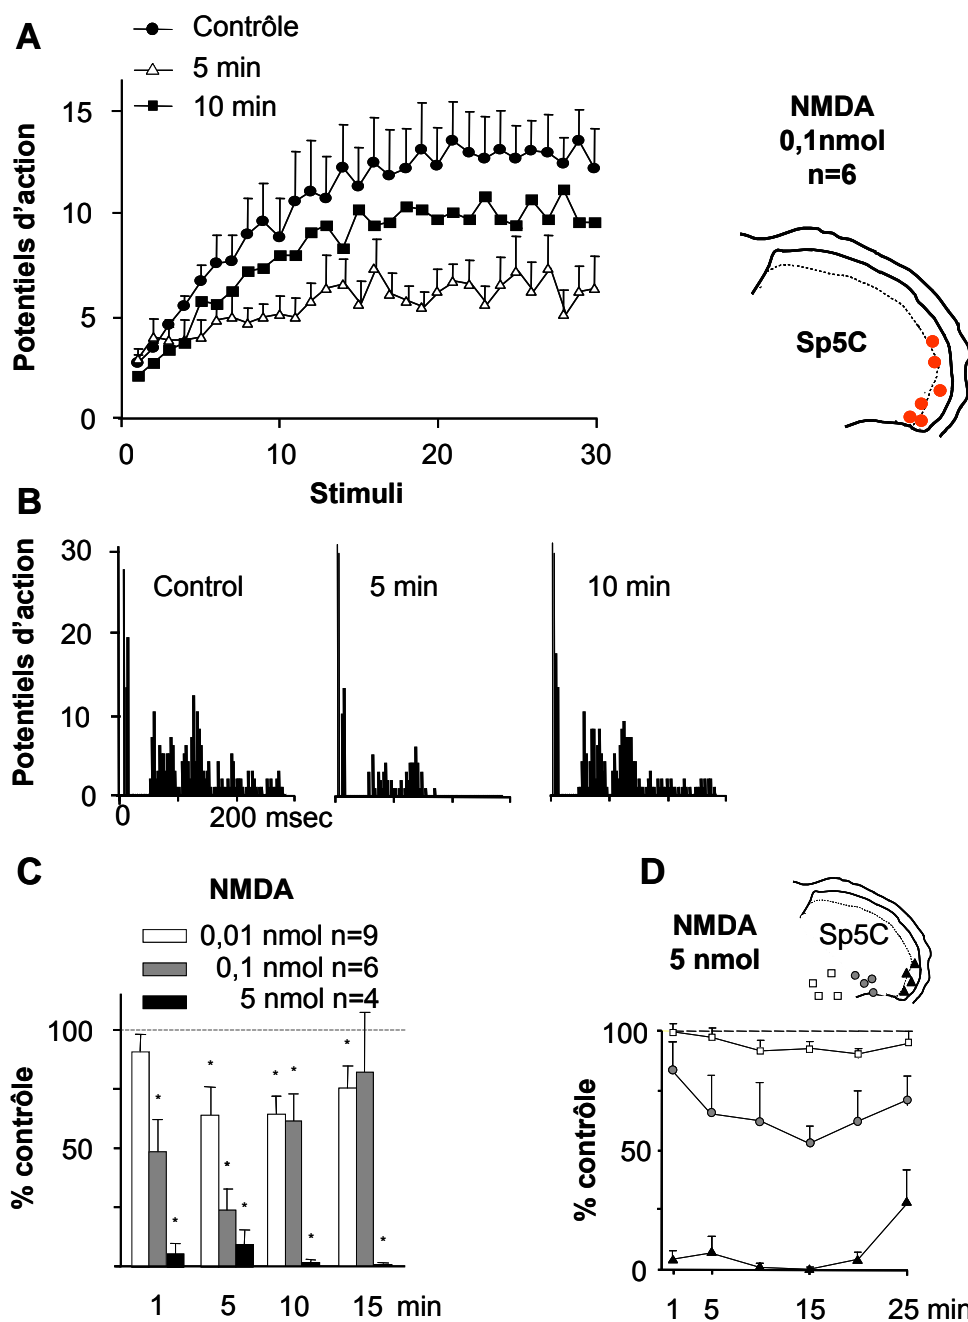 A
Contrôle
5 min
10 min
Potentiels d’action
15
10
5
0
0
10
20
30
Stimuli
NMDA
0,1nmol
n=6
Sp5C
B
Potentiels d’action
30
20
10
0
Control
5 min
10 min
0
200 msec
C
NMDA
0,01 nmol n=9
0,1 nmol n=6
5 nmol n=4
% contrôle
100
50
* * * * * * * * * *
1
5
10
15 min
D
NMDA
5 nmol
Sp5C
% contrôle
100
50
0
1
5
15
25 min